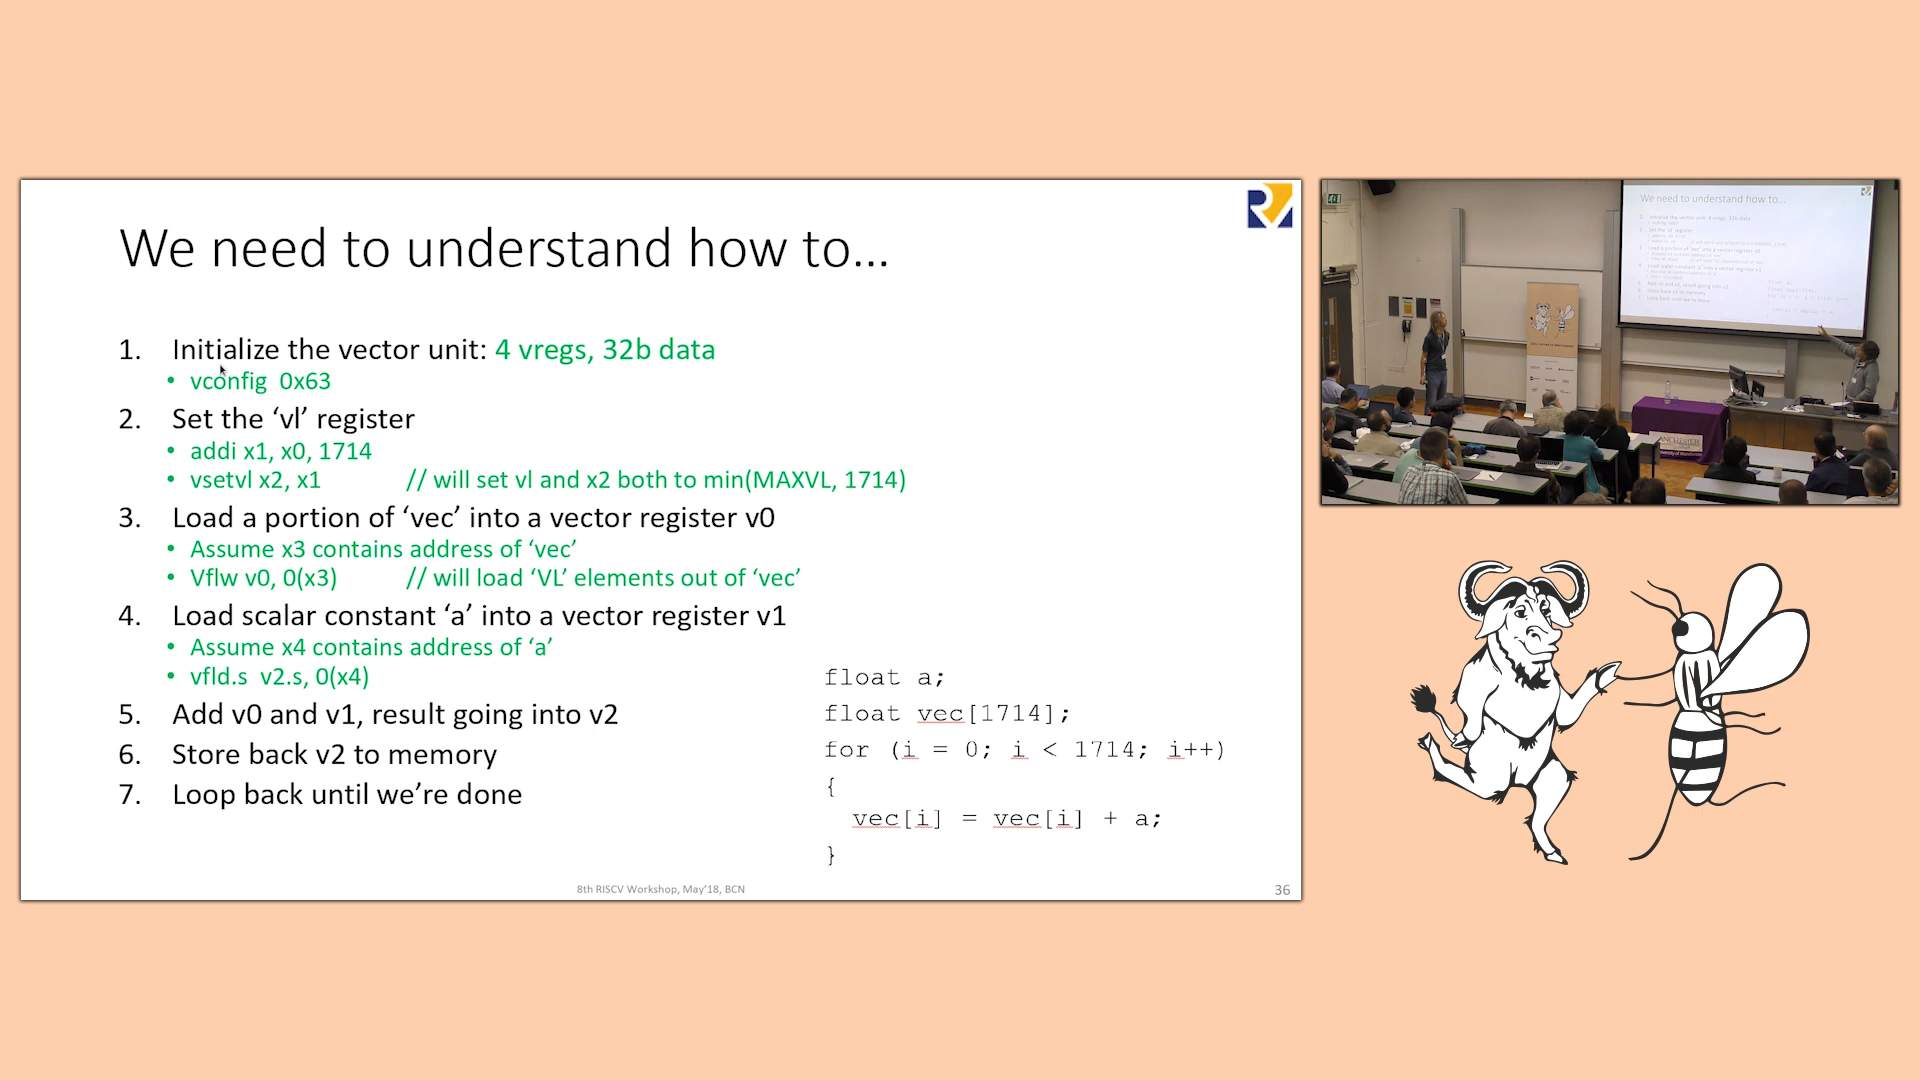 We need to understand how to...
1. Initialize the vector unit: 4 vregs, 32b data
• vconfig 0x63
2. Set the ‘vl’ register
• addi x1, x0, 1714
• vsetvl x2, x1 // will set vl and x2 both to min(MAXVL, 1714)
3. Load a portion of ‘vec’ into a vector register v0
• Assume x3 contains address of ‘vec’
• Vflw v0, 0(x3) // will load ‘VL’ elements out of ‘vec’
4. Load scalar constant ‘a’ into a vector register v1
• Assume x4 contains address of ‘a’
• vfld.s v2.s, 0(x4)
5. Add v0 and v1, result going into v2
6. Store back v2 to memory
7. Loop back until we’re done
float a;
float vec[1714];
for (i = 0; i < 1714; i++)
{
vec[i] = vec[i] + a;
}
8th RISCV Workshop, May’18, BCN
36
We need to understand how to...